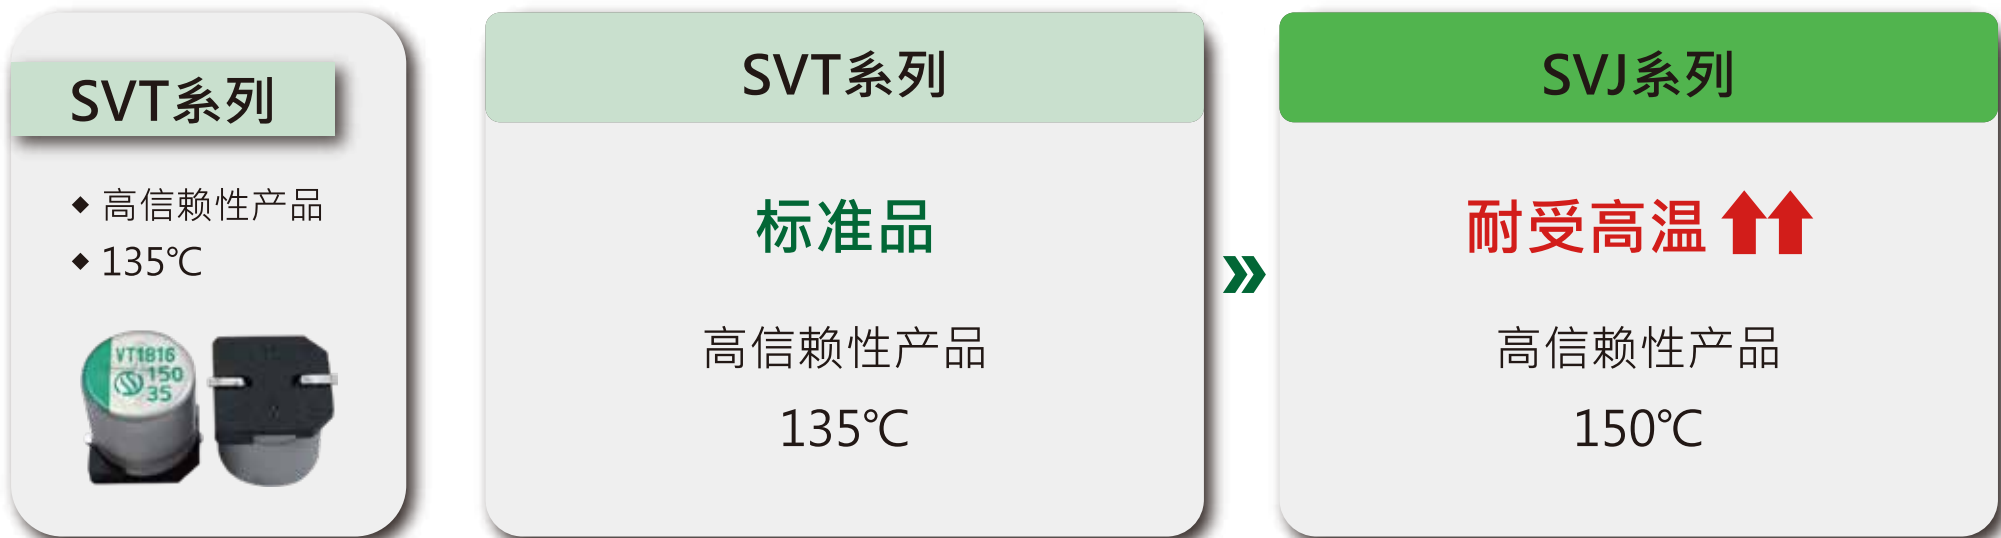 SVT系列
◆ 高信赖性产品
◆ 135℃
VT1816
150
35
SVT系列
标准品
高信赖性产品
135℃
»
SVJ系列
耐受高温
高信赖性产品
150℃